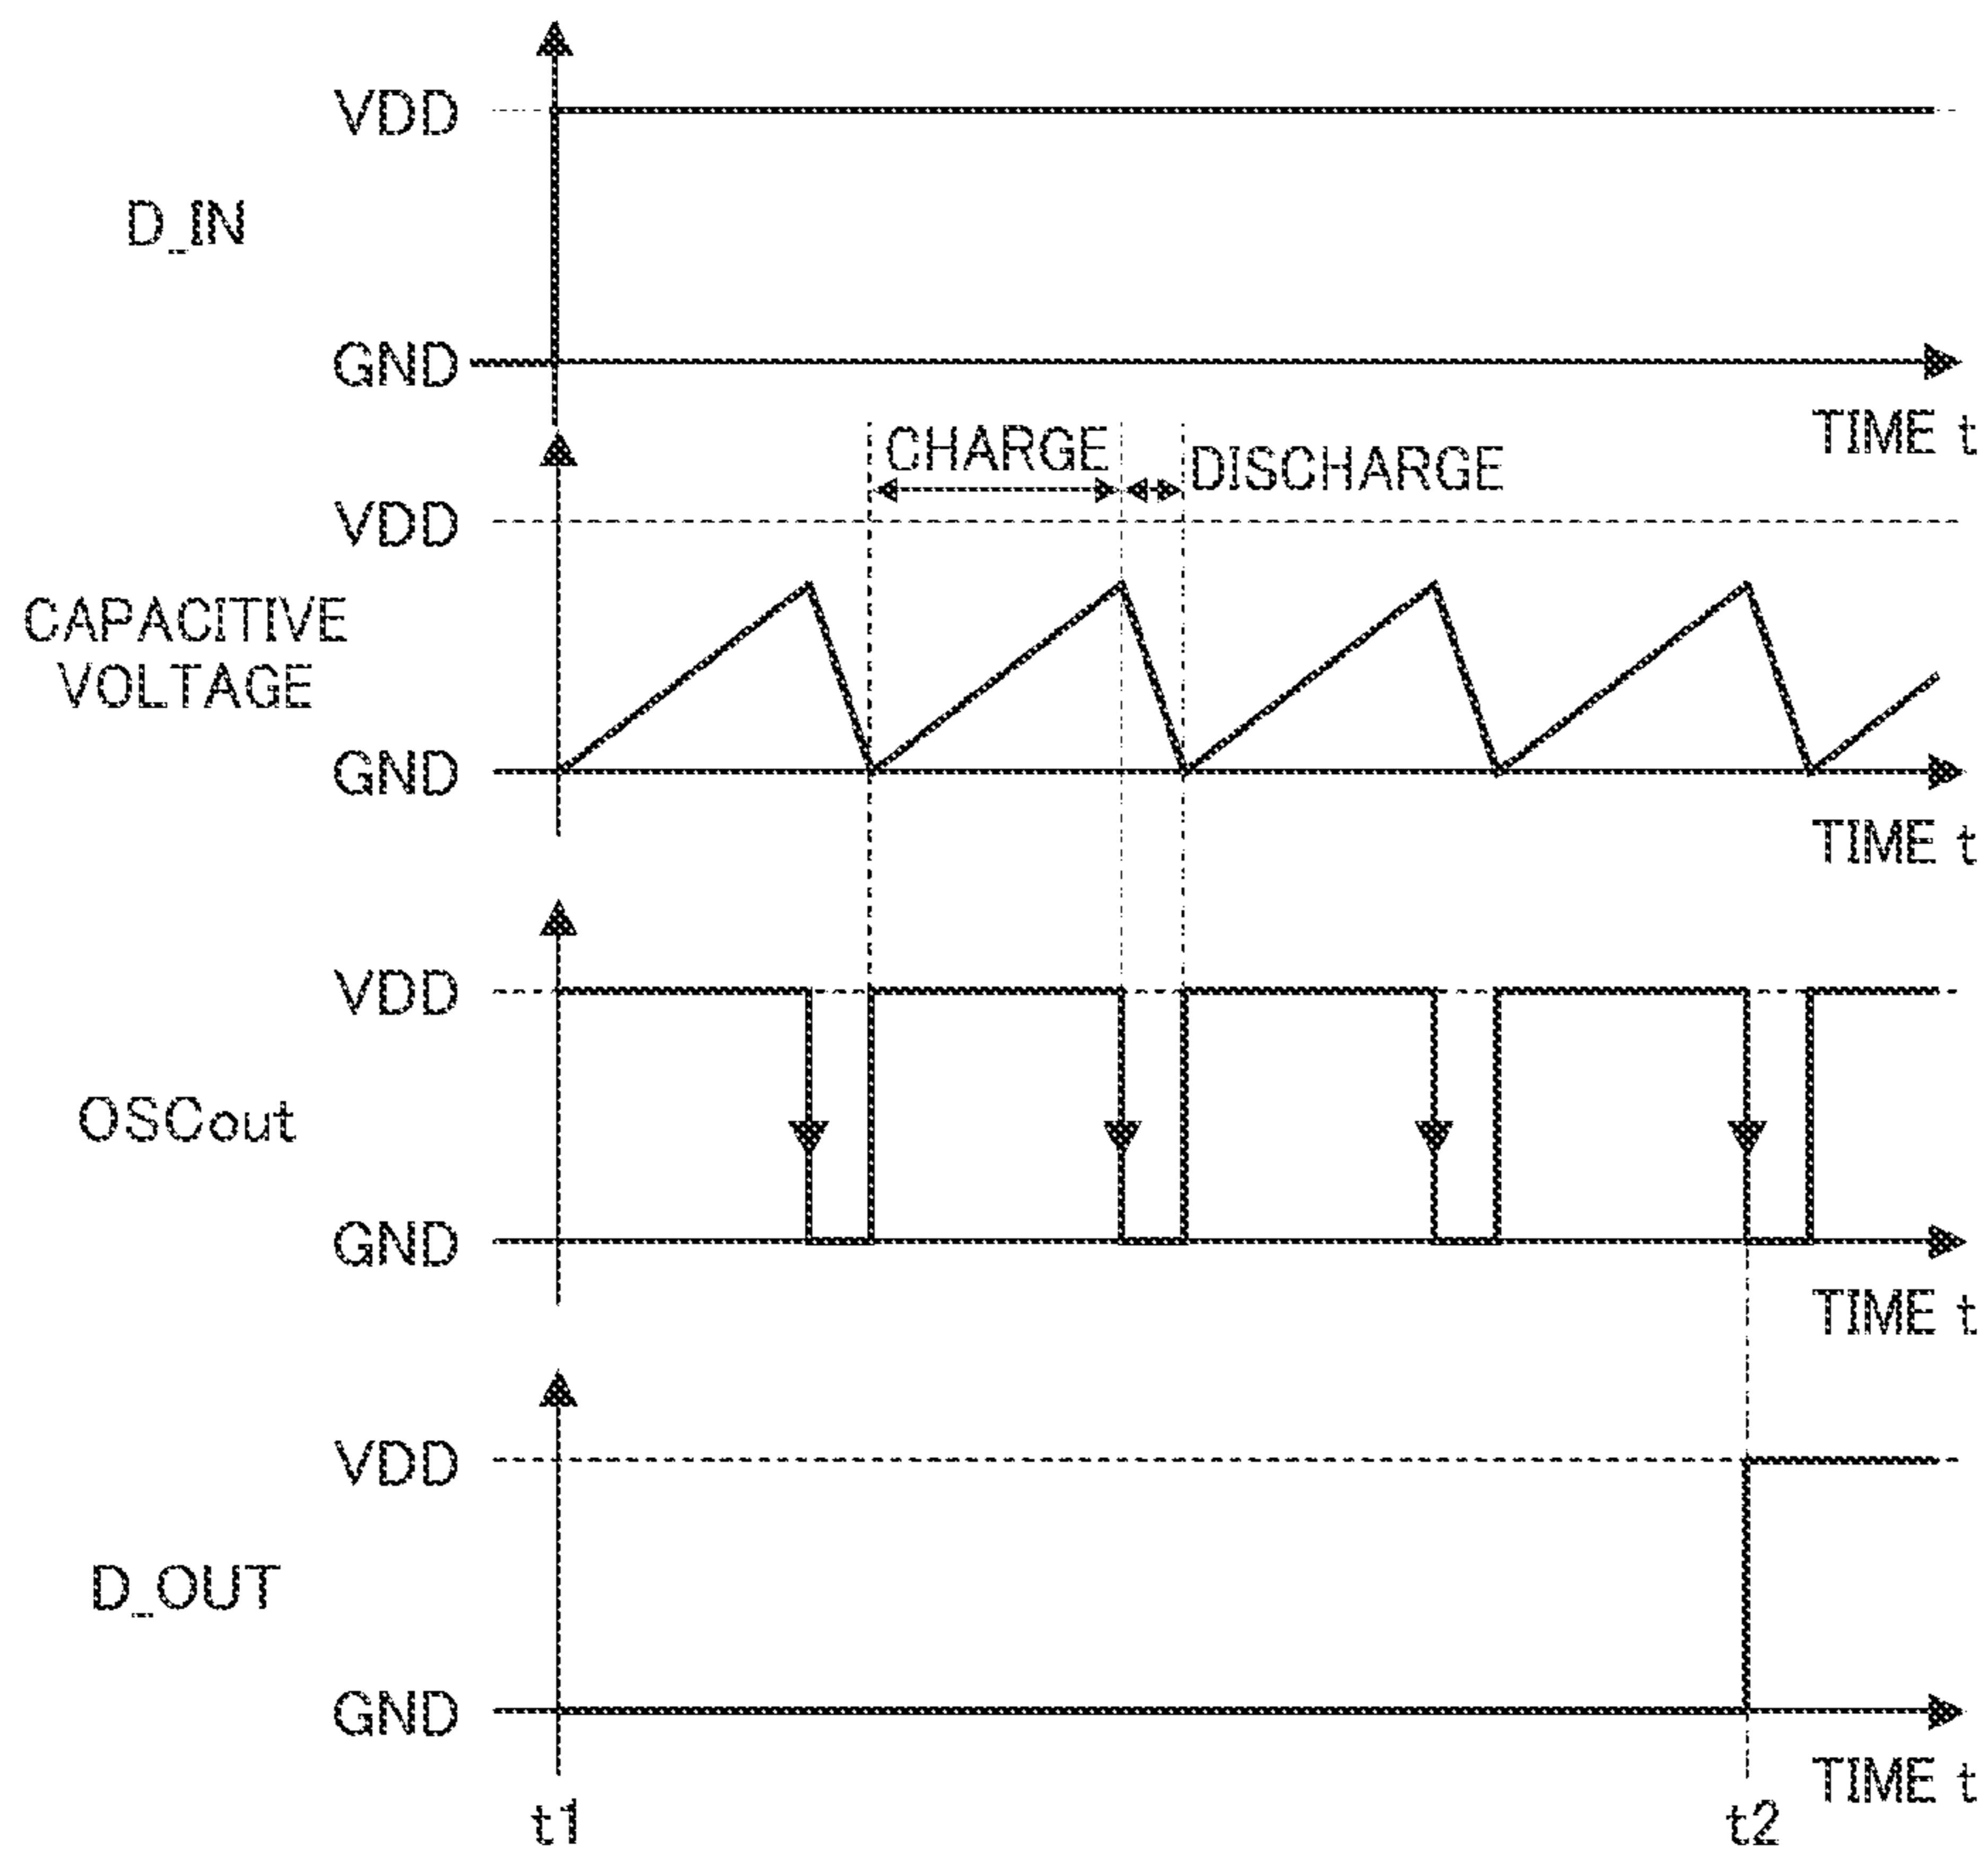 VDD
D_IN
GND
TIME t
CHARGE
DISCHARGE
VDD
CAPACITIVE
VOLTAGE
GND
TIME t
VDD
OSCout
GND
TIME t
VDD
D_OUT
GND
TIME t
t1
t2